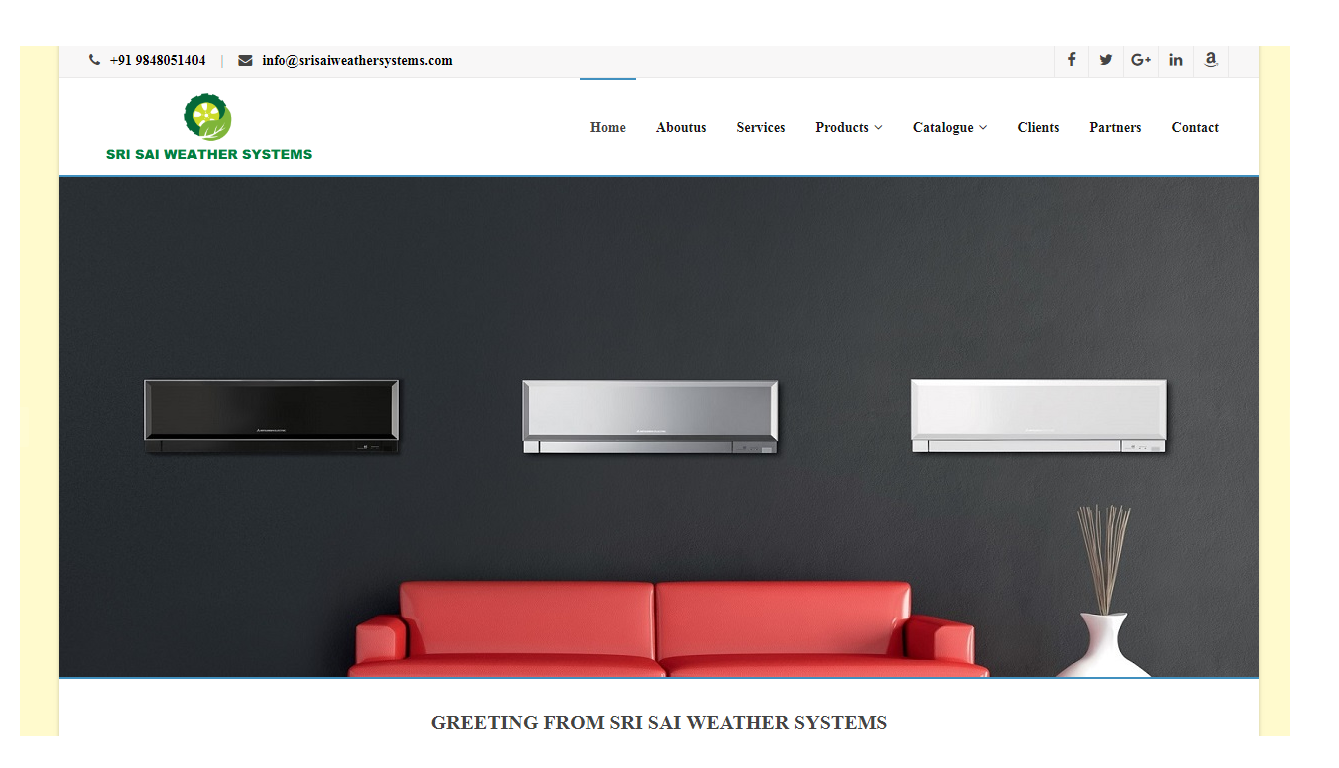 +91 9848051404 | info@srisaiweathersystems.com
G+ in a
SRI SAI WEATHER SYSTEMS
Home Aboutus Services Products Catalogue Clients Partners Contact
GREETING FROM SRI SAI WEATHER SYSTEMS